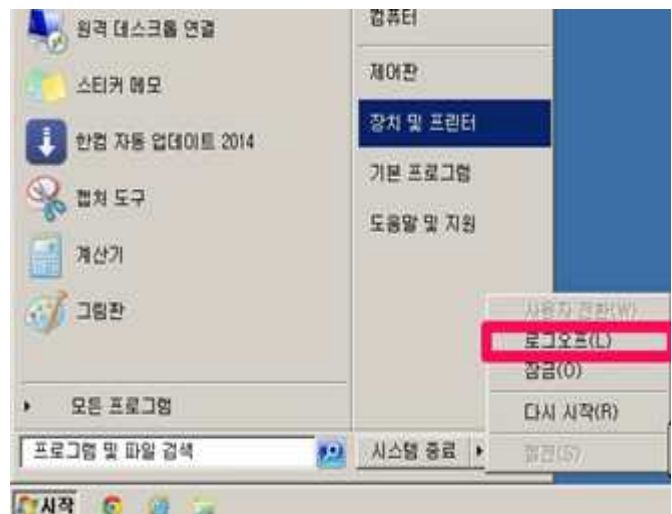 원격 데스크톱 연결
스티커 메모
한컴 자동 업데이트 2014
캡처 도구
계산기
그림판
모든 프로그램
프로그램 및 파일 검색
컴퓨터
제어판
장치 및 프린터
기본 프로그램
도움말 및 지원
시스템 종료
사용자 전환(W)
로그오프(L)
잠금(O)
다시 시작(R)
절전(S)
시작